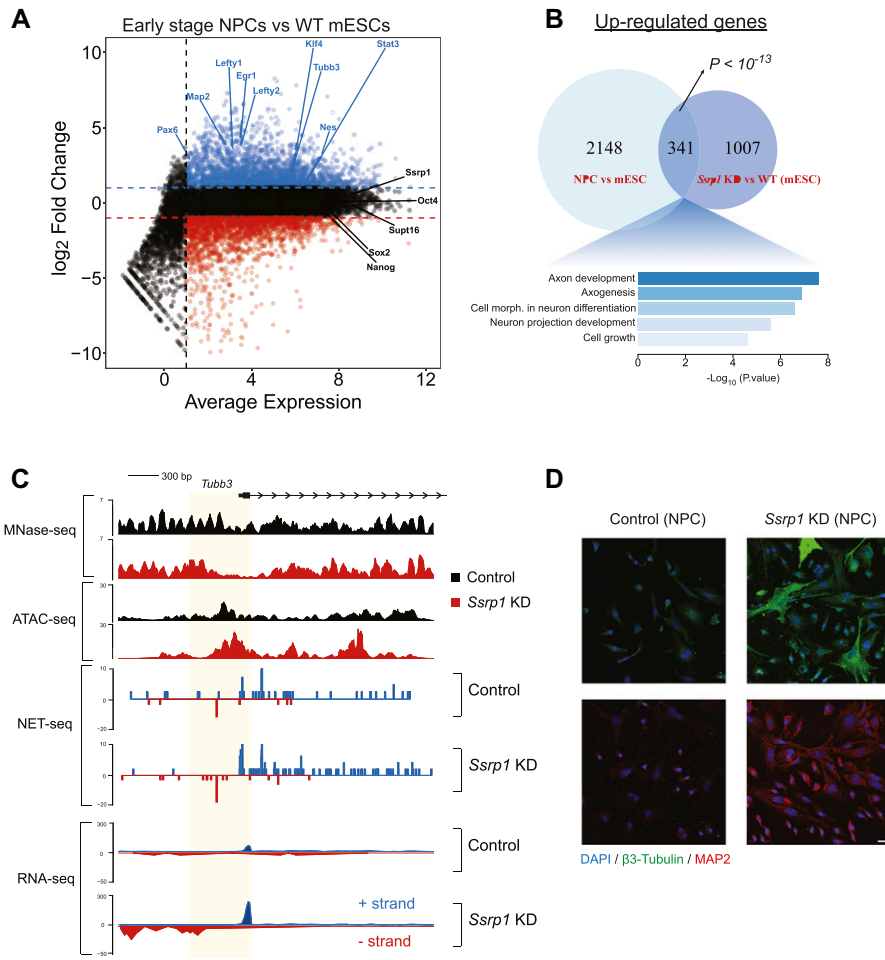 A
Early stage NPCs vs WT mESCs
log2 Fold Change
10
5
0
−5
−10
Klf4
Stat3
Lefty1
Egr1
Tubb3
Map2
Lefty2
Pax6
Nes
Ssrp1
Oct4
Supt16
Sox2
Nanog
0
4
8
12
Average Expression
B
Up-regulated genes
P < 10-13
2148
341
1007
NPC vs mESC
Ssrp1 KD vs WT (mESC)
Axon development
Axogenesis
Cell morph. in neuron differentiation
Neuron projection development
Cell growth
0
2
4
6
8
-Log10 (P.value)
C
300 bp
Tubb3
MNase-seq
7
7
ATAC-seq
30
30
Control
Ssrp1 KD
NET-seq
10
0
−20
Control
10
0
−20
Ssrp1 KD
RNA-seq
300
0
−50
Control
300
0
−50
+ strand
- strand
Ssrp1 KD
D
Control (NPC)
Ssrp1 KD (NPC)
DAPI / β3-Tubulin / MAP2